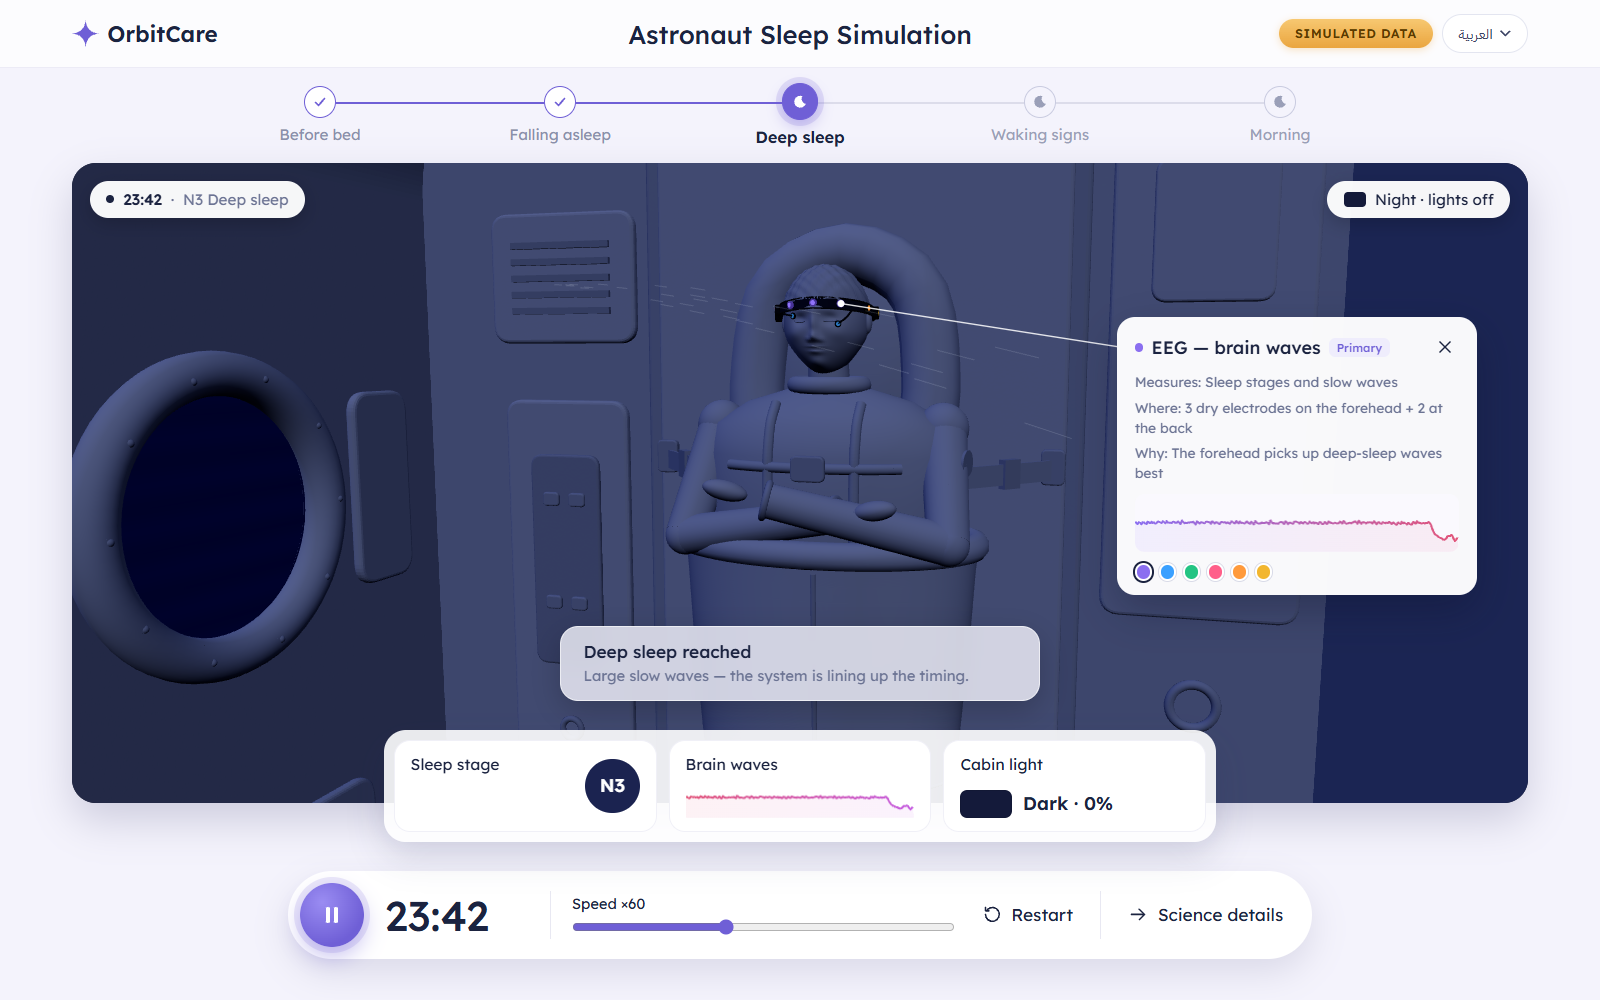 OrbitCare
Astronaut Sleep Simulation
SIMULATED DATA
العربية
Before bed
Falling asleep
Deep sleep
Waking signs
Morning
23:42 · N3 Deep sleep
Night · lights off
EEG — brain waves
Primary
Measures: Sleep stages and slow waves
Where: 3 dry electrodes on the forehead + 2 at
the back
Why: The forehead picks up deep-sleep waves
best
Deep sleep reached
Large slow waves — the system is lining up the timing.
Sleep stage
N3
Brain waves
Cabin light
Dark · 0%
23:42
Speed ×60
Restart
Science details